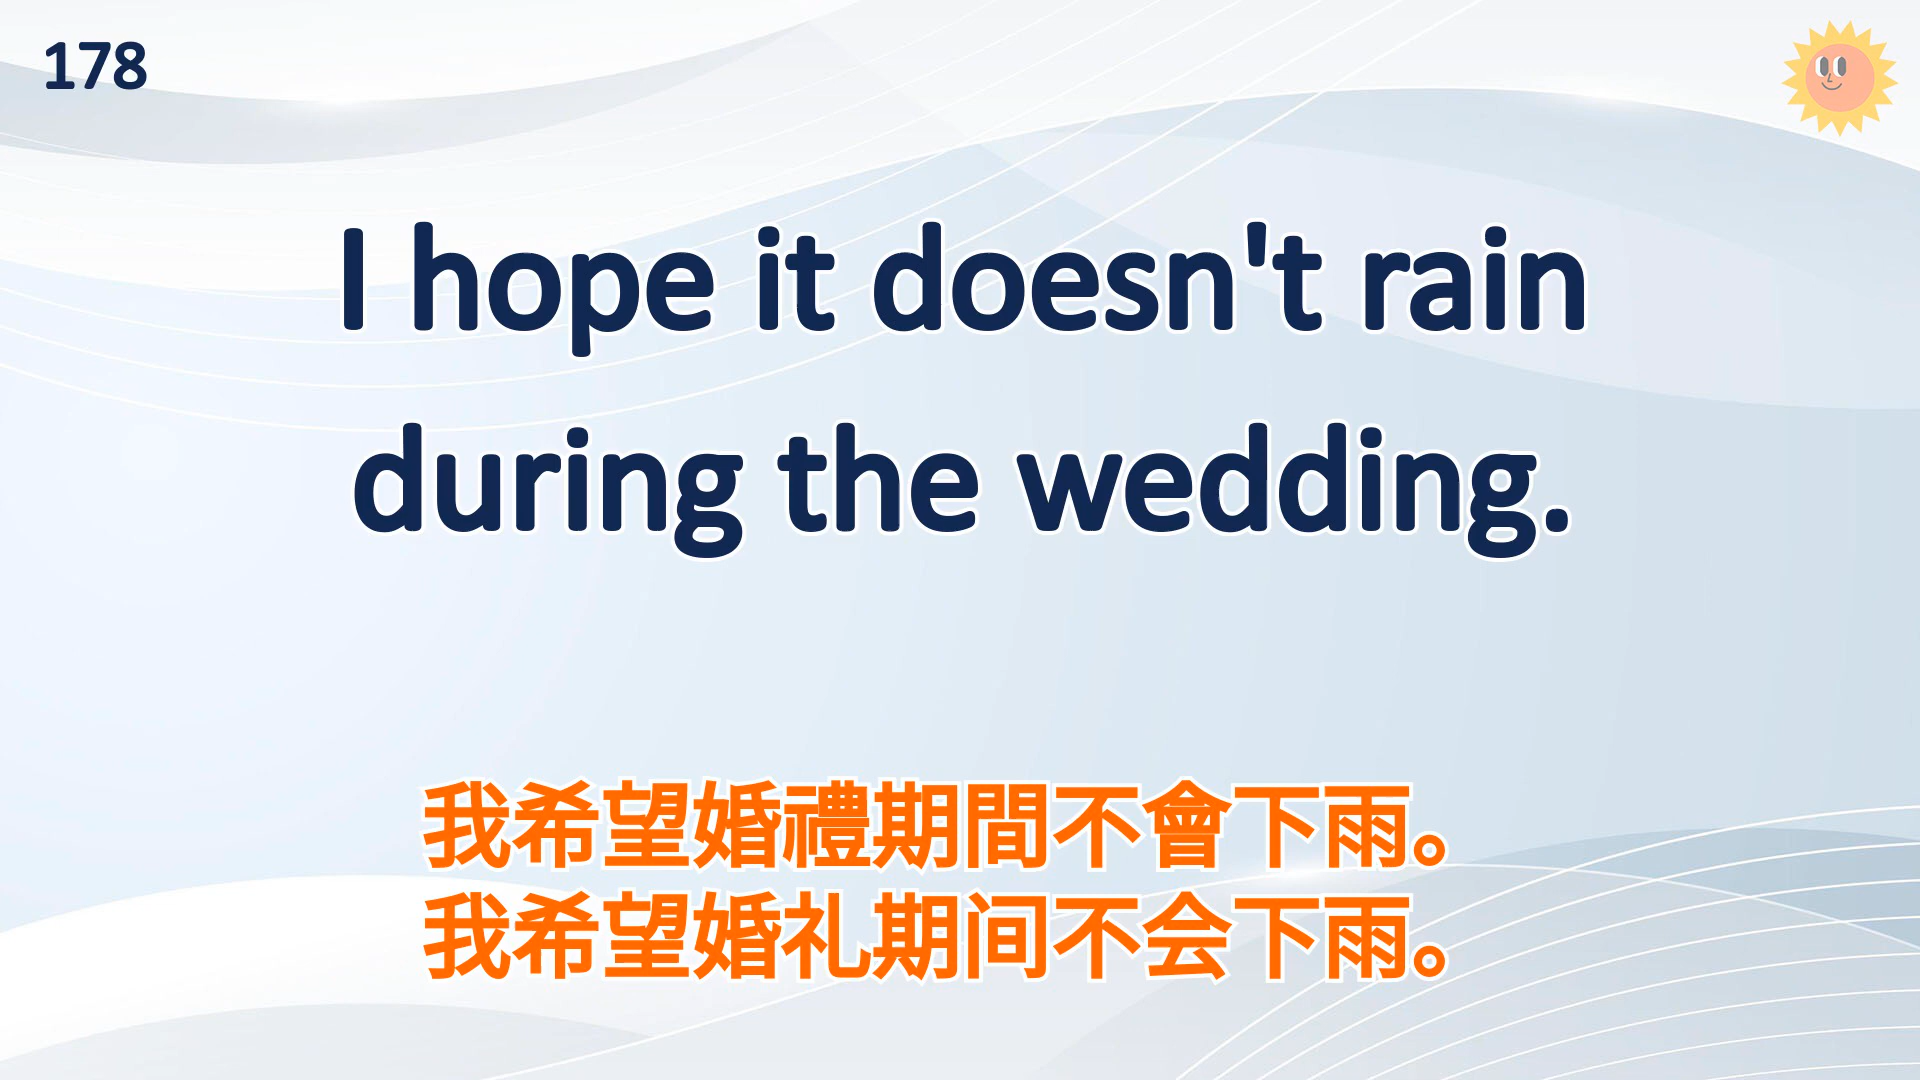 178
I hope it doesn't rain
during the wedding.
我希望婚禮期間不會下雨。
我希望婚礼期间不会下雨。